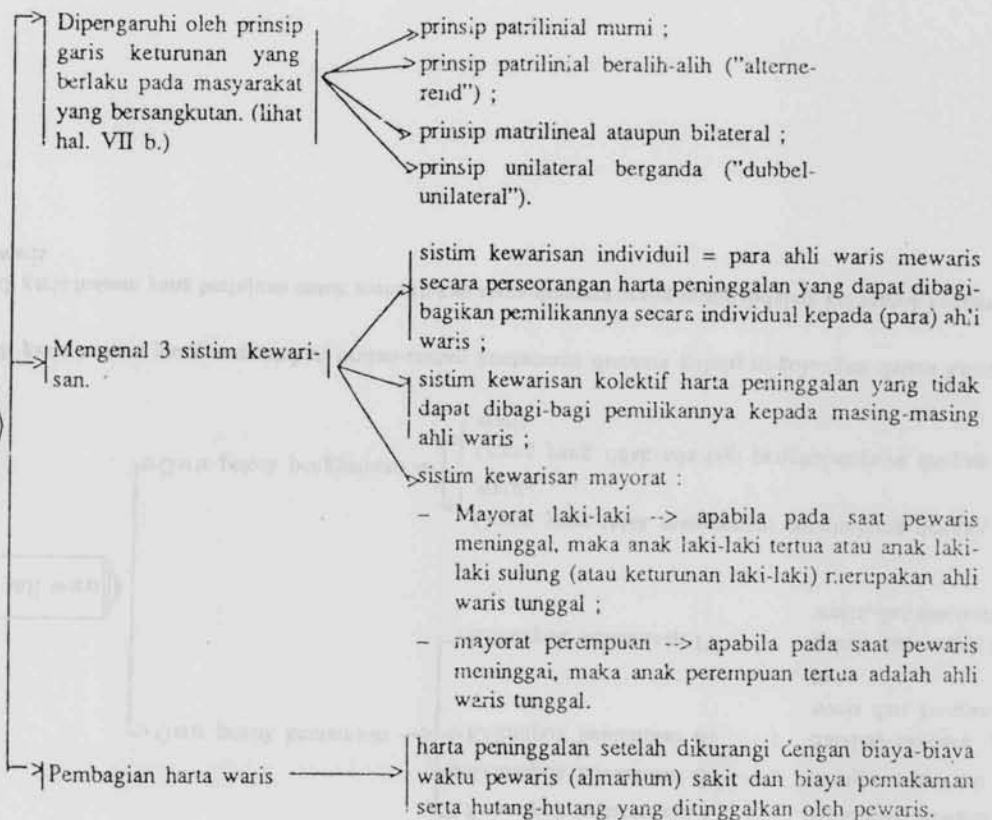 Dipengaruhi oleh prinsip
garis keturunan yang
berlaku pada masyarakat
yang bersangkutan. (lihat
hal. VII b.)
prinsip patrilinial murni ;
prinsip patrilinial beralih-alih ("alterne-
rend") ;
prinsip matrilineal ataupun bilateral ;
prinsip unilateral berganda ("dubbel-
unilateral").
Mengenal 3 sistim kewari-
san.
sistim kewarisan individuil = para ahli waris mewaris
secara perseorangan harta peninggalan yang dapat dibagi-
bagikan pemilikannya secara individual kepada (para) ahli
waris ;
sistim kewarisan kolektif harta peninggalan yang tidak
dapat dibagi-bagi pemilikannya kepada masing-masing
ahli waris ;
sistim kewarisan mayorat :
– Mayorat laki-laki --> apabila pada saat pewaris
meninggal, maka anak laki-laki tertua atau anak laki-
laki sulung (atau keturunan laki-laki) merupakan ahli
waris tunggal ;
– mayorat perempuan --> apabila pada saat pewaris
meninggal, maka anak perempuan tertua adalah ahli
waris tunggal.
Pembagian harta waris
harta peninggalan setelah dikurangi dengan biaya-biaya
waktu pewaris (almarhum) sakit dan biaya pemakaman
serta hutang-hutang yang ditinggalkan oleh pewaris.